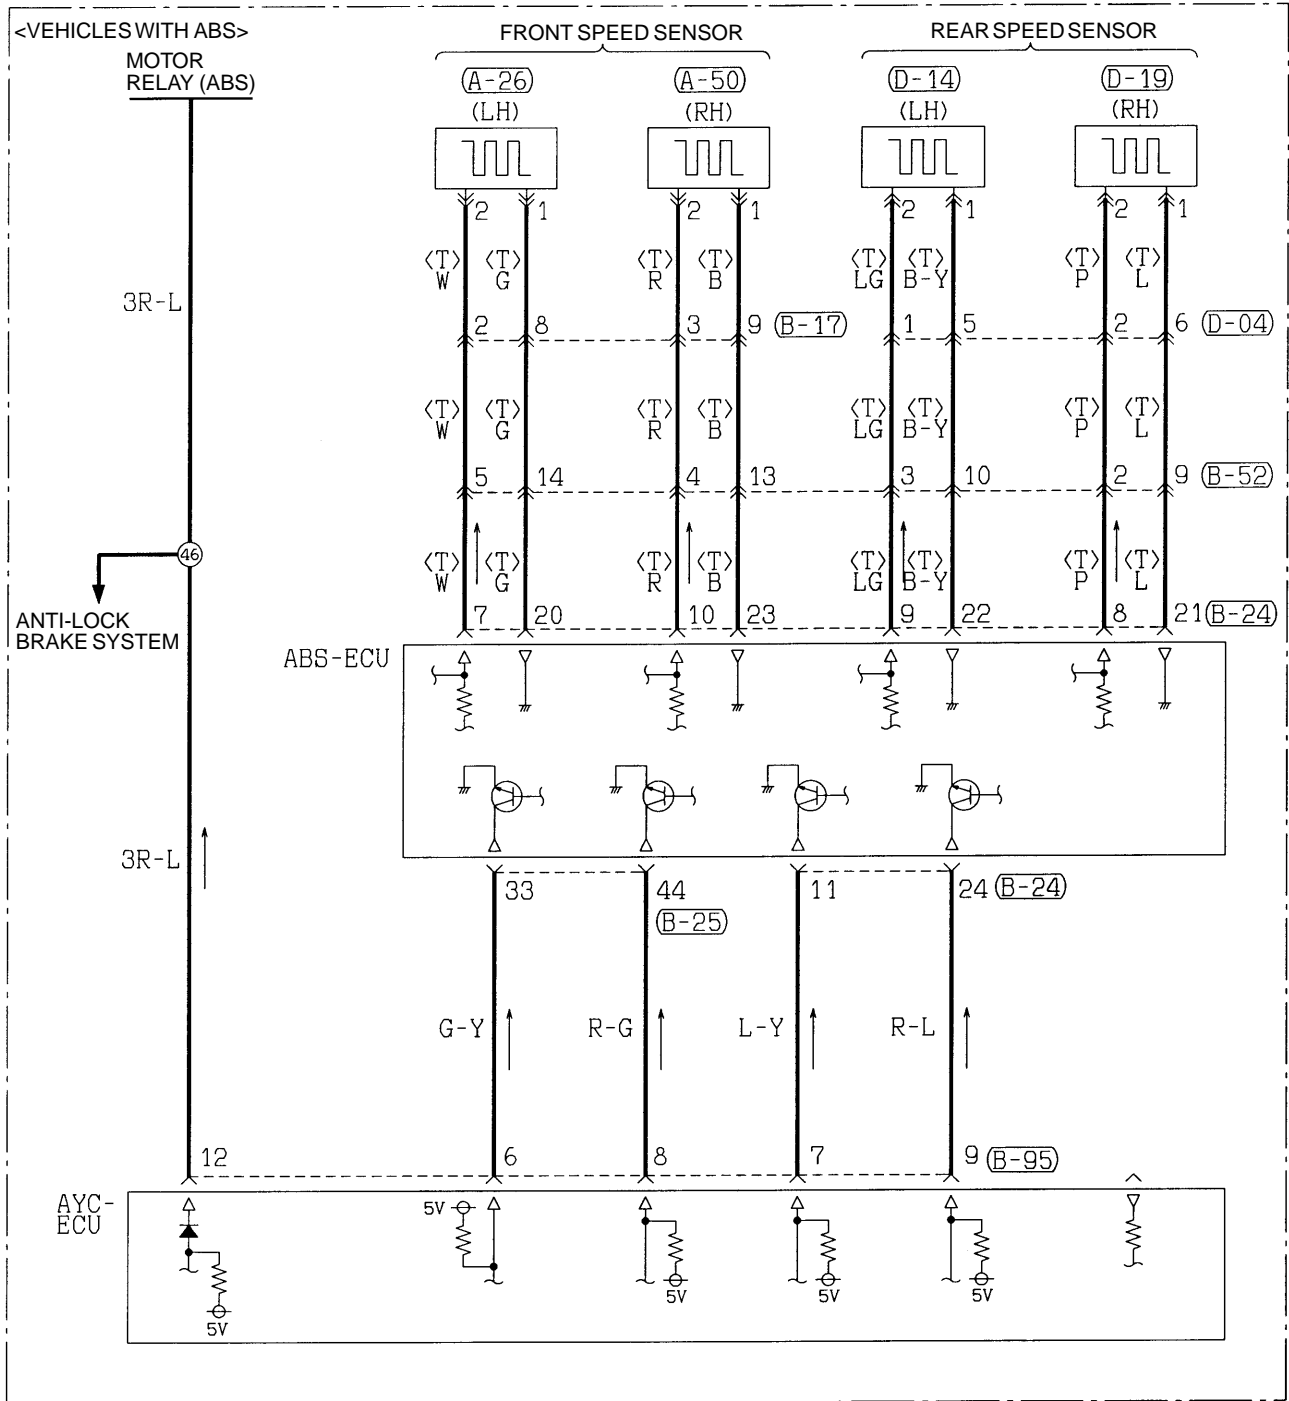 <VEHICLES WITH ABS>
FRONT SPEED SENSOR
REAR SPEED SENSOR
MOTOR
RELAY (ABS)
A-26 A-50 D-14 D-19
(LH) (RH) (LH) (RH)
2 1 2 1 2 1 2 1
<T> <T> <T> <T> <T> <T> <T> <T>
W G R B LG B-Y P L
3R-L
2 8 3 9 B-17 1 5 2 6 D-04
<T> <T> <T> <T> <T> <T> <T> <T>
W G R B LG B-Y P L
5 14 4 13 3 10 2 9 B-52
46
<T> <T> <T> <T> <T> <T> <T> <T>
W G R B LG B-Y P L
7 20 10 23 9 22 8 21 B-24
ANTI-LOCK
BRAKE SYSTEM
ABS-ECU
3R-L
33 44 11 24 B-24
B-25
G-Y R-G L-Y R-L
12 6 8 7 9 B-95
AYC-
ECU
5V
5V 5V 5V
5V